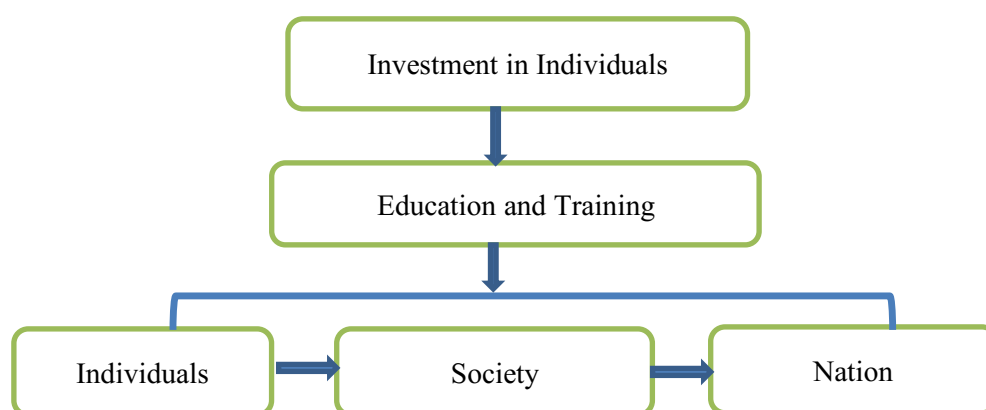 Investment in Individuals
Education and Training
Individuals
Society
Nation